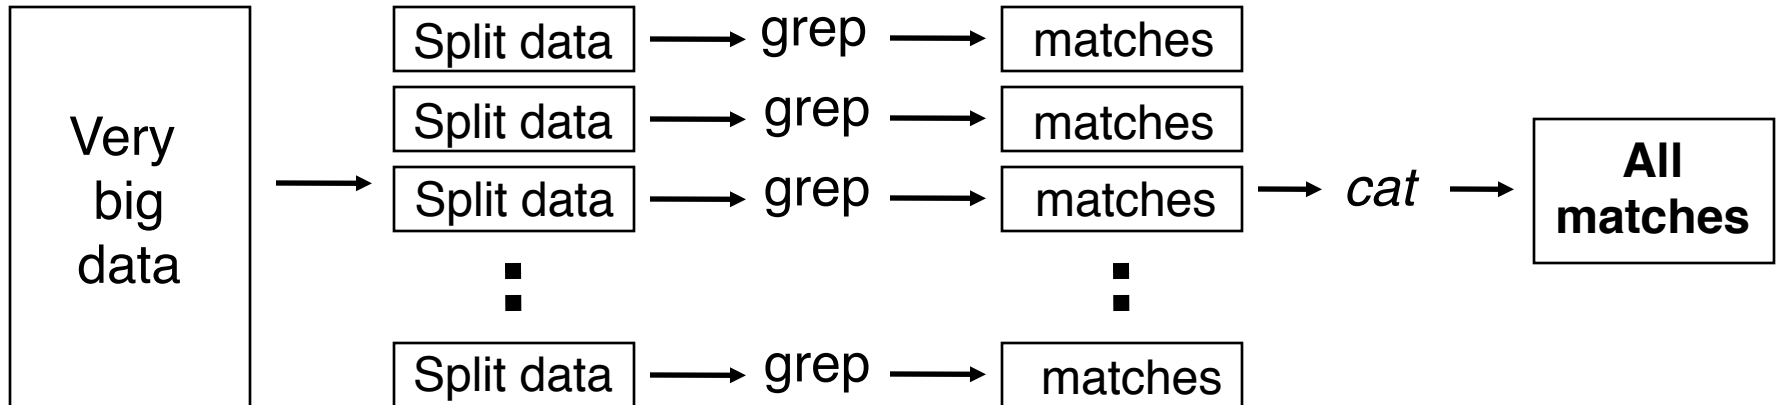 Very
big
data
Split data
grep
matches
Split data
grep
matches
Split data
grep
matches
Split data
grep
matches
cat
All
matches